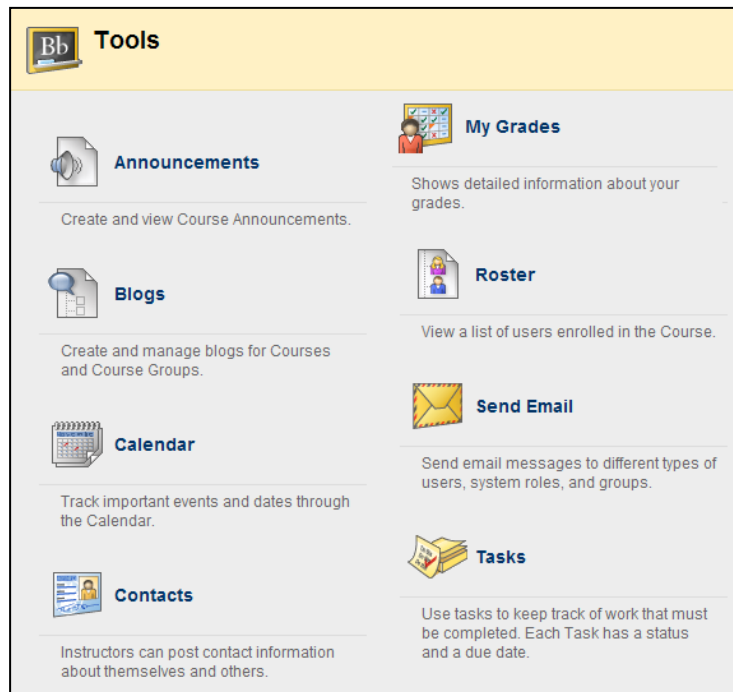 Bb
Tools
Announcements
Create and view Course Announcements.
Blogs
Create and manage blogs for Courses
and Course Groups.
Calendar
Track important events and dates through
the Calendar.
Contacts
Instructors can post contact information
about themselves and others.
My Grades
Shows detailed information about your
grades.
Roster
View a list of users enrolled in the Course.
Send Email
Send email messages to different types of
users, system roles, and groups.
Tasks
Use tasks to keep track of work that must
be completed. Each Task has a status
and a due date.